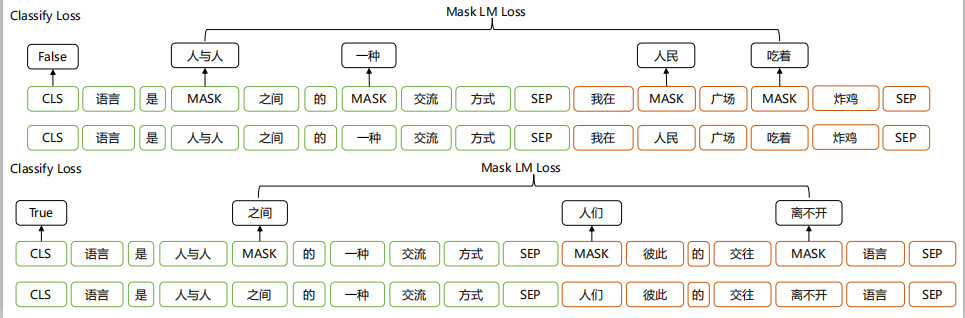 Mask LM Loss
Classify Loss
False 人与人 一种 人民 吃着
CLS 语言 是 MASK 之间 的 MASK 交流 方式 SEP 我在 MASK 广场 MASK 炸鸡 SEP
CLS 语言 是 人与人 之间 的 一种 交流 方式 SEP 我在 人民 广场 吃着 炸鸡 SEP
Classify Loss Mask LM Loss
True 之间 人们 离不开
CLS 语言 是 人与人 MASK 的 一种 交流 方式 SEP MASK 彼此 的 交往 MASK 语言 SEP
CLS 语言 是 人与人 之间 的 一种 交流 方式 SEP 人们 彼此 的 交往 离不开 语言 SEP